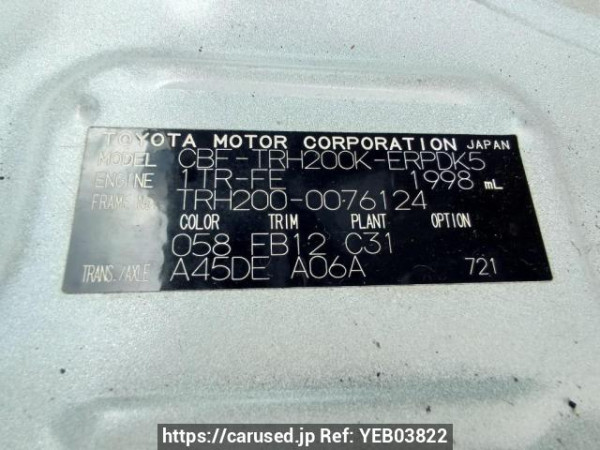 TOYOTA MOTOR CORPORATION JAPAN
MODEL CBF-TRH200K-ERPDK5
ENGINE 1TR-FE 1998 mL
FRAME No. TRH200-0076124
COLOR TRIM PLANT OPTION
058 FB12 C31
TRANS./AXLE A45DE A06A 721
https://carused.jp Ref: YEB03822